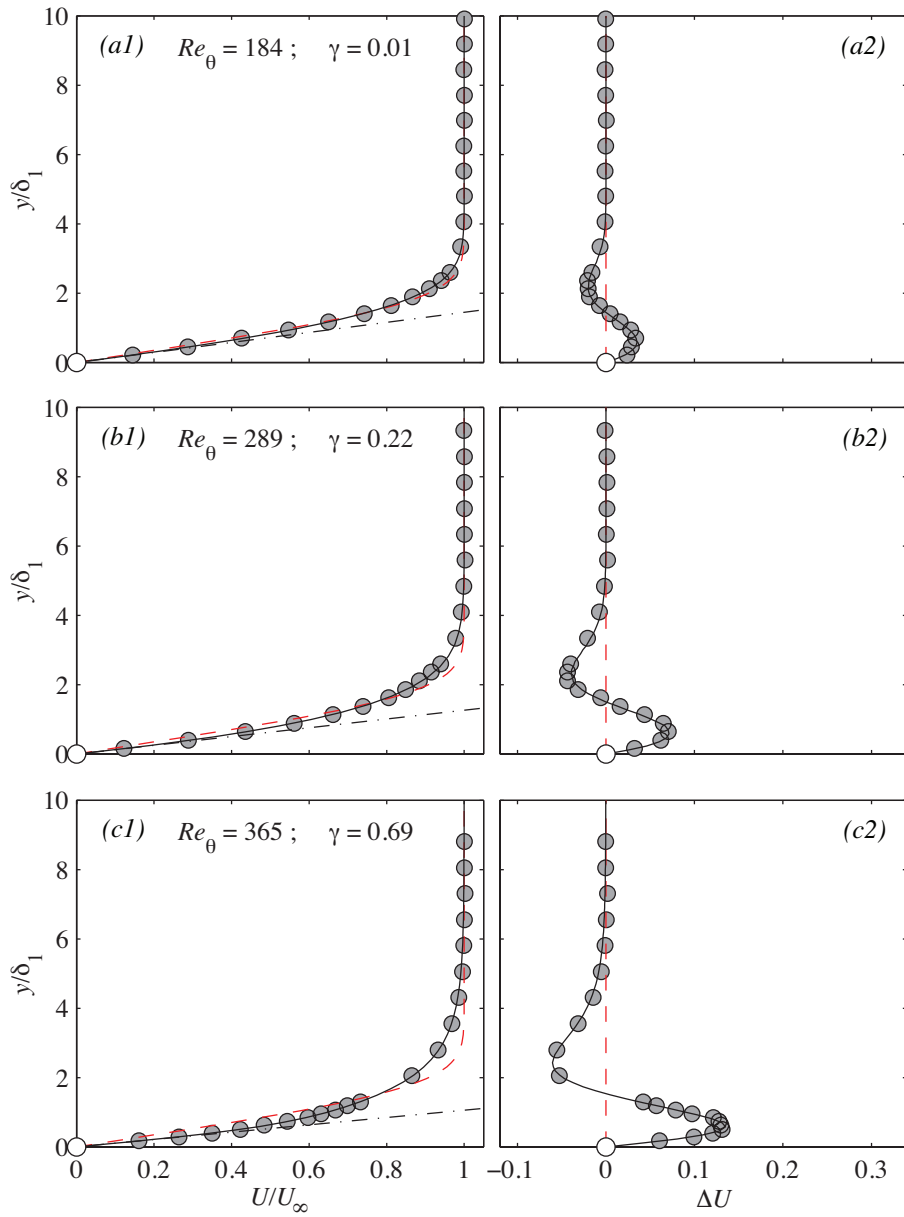 10
(a1) Re_θ = 184 ; γ = 0.01
(a2)
8
6
y/δ_1
4
2
0
10
(b1) Re_θ = 289 ; γ = 0.22
(b2)
8
6
y/δ_1
4
2
0
10
(c1) Re_θ = 365 ; γ = 0.69
(c2)
8
6
y/δ_1
4
2
0
0 0.2 0.4 0.6 0.8 1
−0.1 0 0.1 0.2 0.3
U/U_∞
ΔU